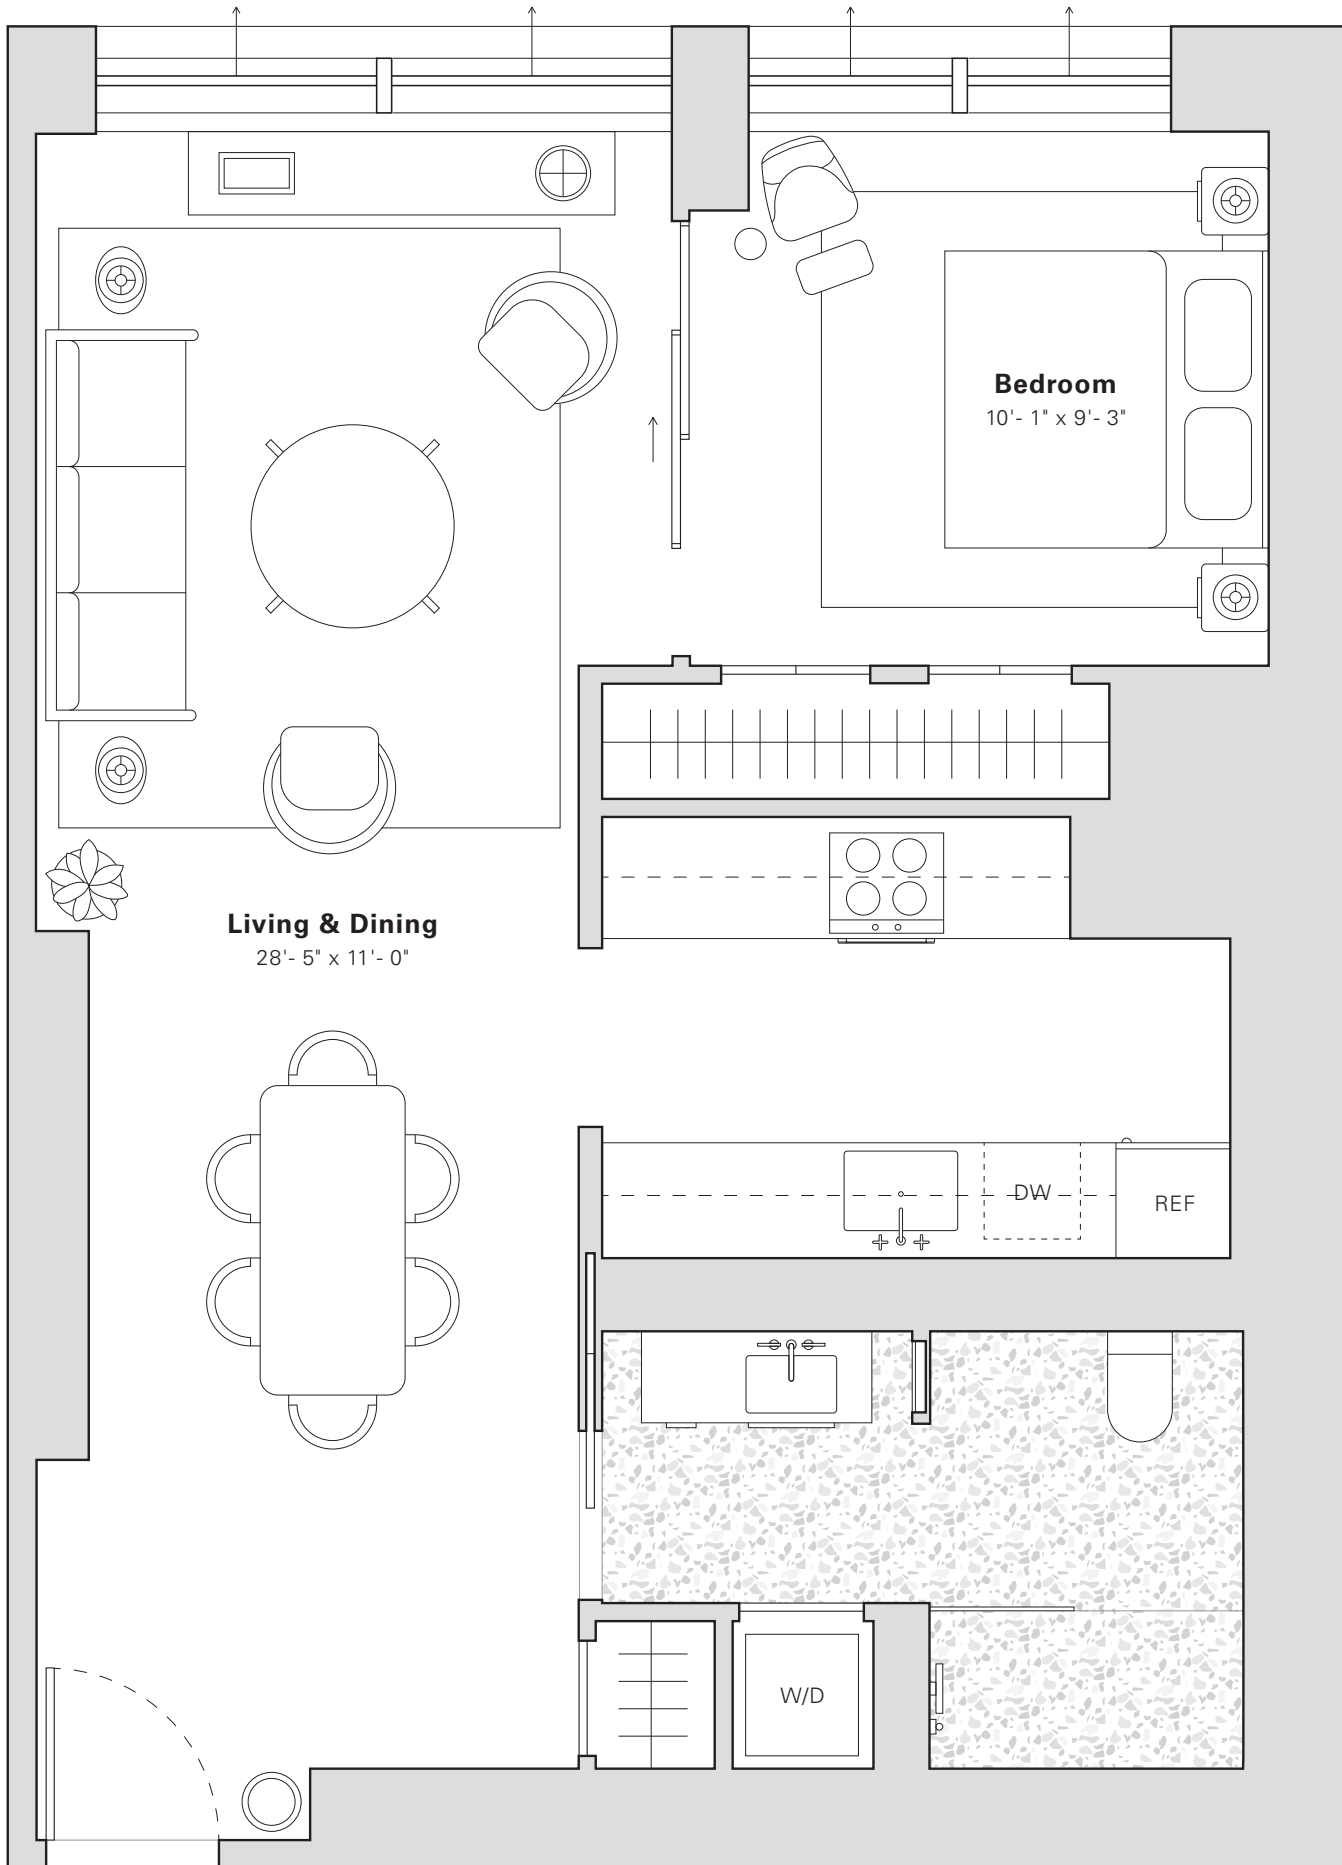 Bedroom
10'- 1" x 9'- 3"
Living & Dining
28'- 5" x 11'- 0"
DW
REF
W/D